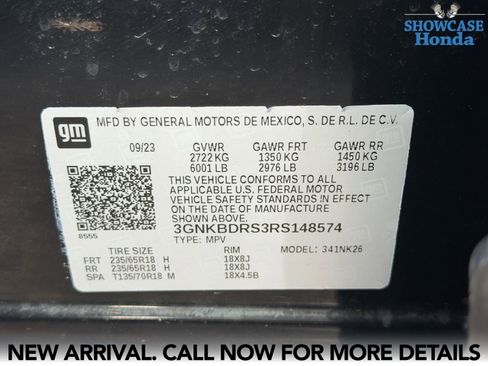 SHOWCASE
Honda
gm
MFD BY GENERAL MOTORS DE MEXICO, S. DE R.L. DE C.V.
09/23 GVWR GAWR FRT GAWR RR
2722 KG 1350 KG 1450 KG
6001 LB 2976 LB 3196 LB
THIS VEHICLE CONFORMS TO ALL
APPLICABLE U.S. FEDERAL MOTOR
VEHICLE SAFETY STANDARDS IN EFFECT
ON THE DATE OF MANUFACTURE
SHOWN ABOVE.
3GNKBDRS3RS148574
8555
TYPE: MPV
TIRE SIZE RIM MODEL: 341NK26
FRT 235/65R18 H 18X8J
RR 235/65R18 H 18X8J
SPA T135/70R18 M 18X4.5B
NEW ARRIVAL. CALL NOW FOR MORE DETAILS